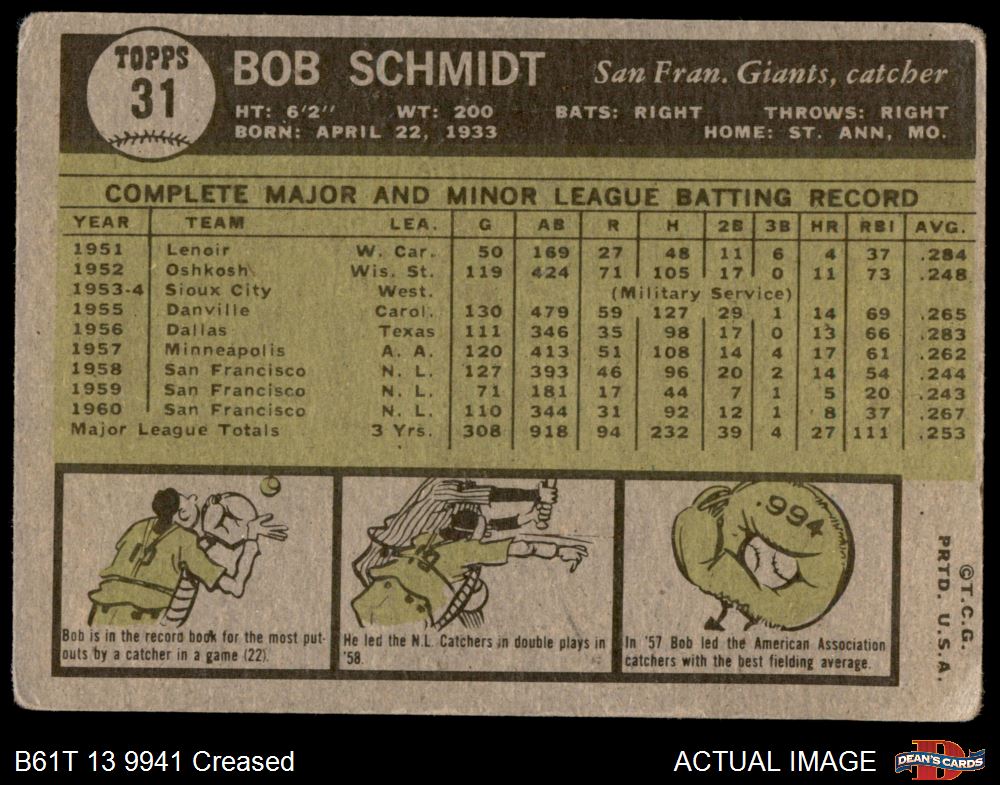 TOPPS
31
BOB SCHMIDT San Fran. Giants, catcher
HT: 6'2" WT: 200 BATS: RIGHT THROWS: RIGHT
BORN: APRIL 22, 1933 HOME: ST. ANN, MO.
COMPLETE MAJOR AND MINOR LEAGUE BATTING RECORD
YEAR TEAM LEA. G AB R H 2B 3B HR RBI AVG.
1951 Lenoir W. Car. 50 169 27 48 11 6 4 37 .284
1952 Oshkosh Wis. St. 119 424 71 105 17 0 11 73 .248
1953-4 Sioux City West. (Military Service)
1955 Danville Carol. 130 479 59 127 29 1 14 69 .265
1956 Dallas Texas 111 346 35 98 17 0 13 66 .283
1957 Minneapolis A. A. 120 413 51 108 14 4 17 61 .262
1958 San Francisco N. L. 127 393 46 96 20 2 14 54 .244
1959 San Francisco N. L. 71 181 17 44 7 1 5 20 .243
1960 San Francisco N. L. 110 344 31 92 12 1 8 37 .267
Major League Totals 3 Yrs. 308 918 94 232 39 4 27 111 .253
Bob is in the record book for the most put-
outs by a catcher in a game (22).
He led the N.L. Catchers in double plays in
'58.
.994
In '57 Bob led the American Association
catchers with the best fielding average.
©T.C.G.
PRTD. U.S.A.
B61T 13 9941 Creased ACTUAL IMAGE
D
DEAN'S CARDS